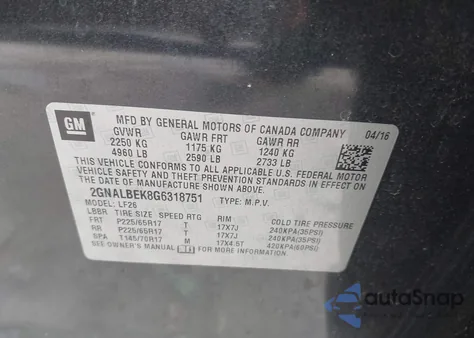 GM
MFD BY GENERAL MOTORS OF CANADA COMPANY 04/16
GVWR GAWR FRT GAWR RR
2250 KG 1175 KG 1240 KG
4960 LB 2590 LB 2733 LB
THIS VEHICLE CONFORMS TO ALL APPLICABLE U.S. FEDERAL MOTOR
VEHICLE SAFETY AND THEFT PREVENTION STANDARDS IN EFFECT
ON THE DATE OF MANUFACTURE SHOWN ABOVE.
2GNALBEK8G6318751 TYPE: M.P.V.
MODEL: LF26
TIRE SIZE SPEED RTG RIM COLD TIRE PRESSURE
FRT P225/65R17 T 17X7J 240KPA(35PSI)
RR P225/65R17 T 17X7J 240KPA(35PSI)
SPA T145/70R17 M 17X4.5T 420KPA(60PSI)
SEE OWNER'S MANUAL FOR MORE INFORMATION.
autoSnap